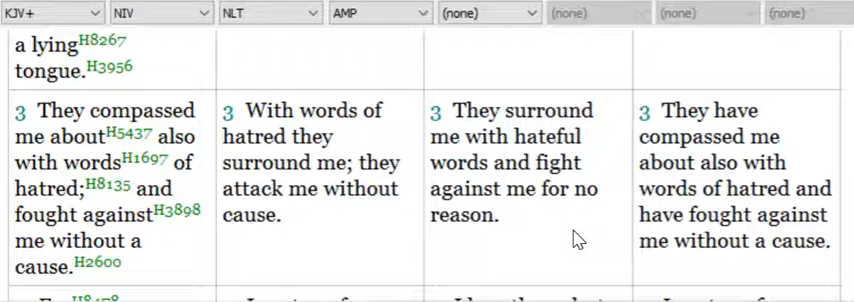 KJV+ NIV NLT AMP (none) (none) (none) (none)
a lyingH8267
tongue.H3956
3 They compassed
me aboutH5437 also
with wordsH1697 of
hatred;H8135 and
fought againstH3898
me without a
cause.H2600
3 With words of
hatred they
surround me; they
attack me without
cause.
3 They surround
me with hateful
words and fight
against me for no
reason.
3 They have
compassed me
about also with
words of hatred and
have fought against
me without a cause.